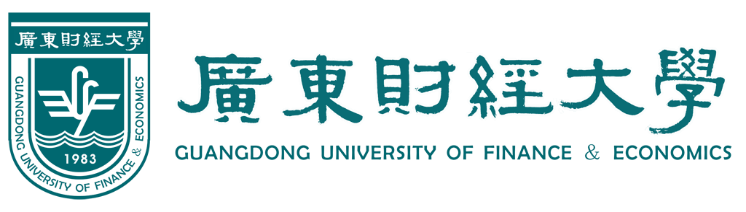 廣東財經大學
GUANGDONG UNIVERSITY OF FINANCE & ECONOMICS
1983
廣東財經大學
GUANGDONG UNIVERSITY OF FINANCE & ECONOMICS